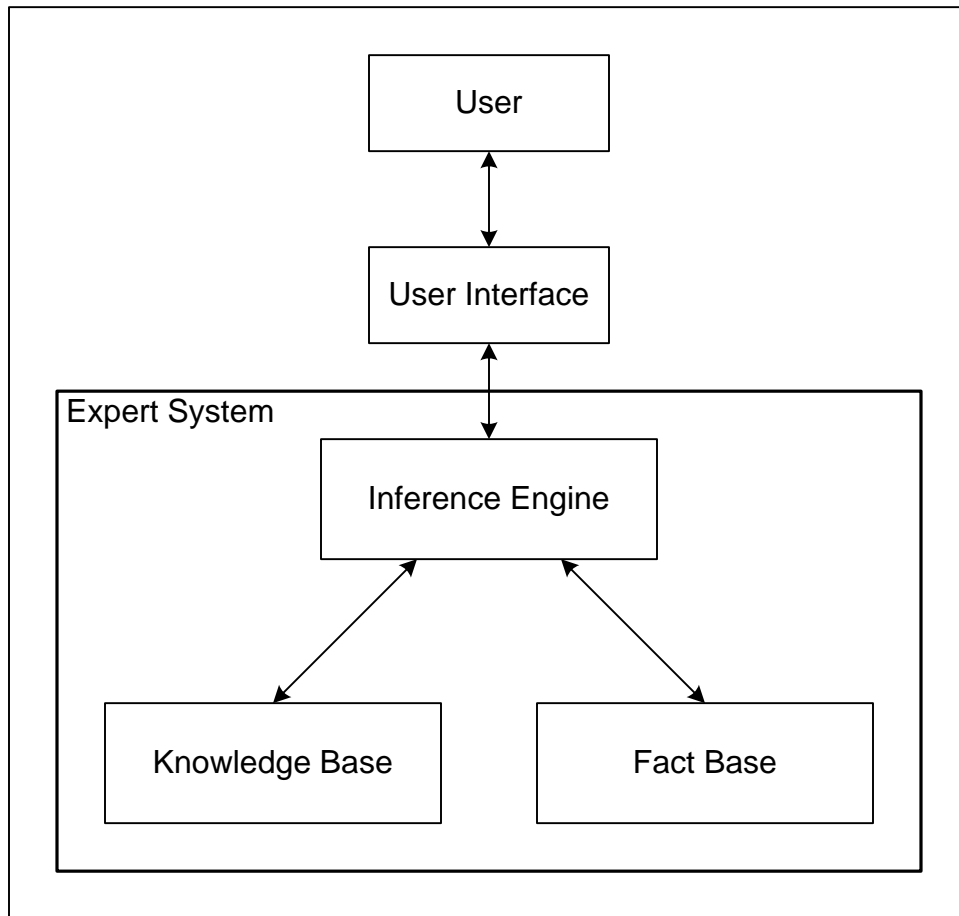 User
User Interface
Expert System
Inference Engine
Knowledge Base
Fact Base